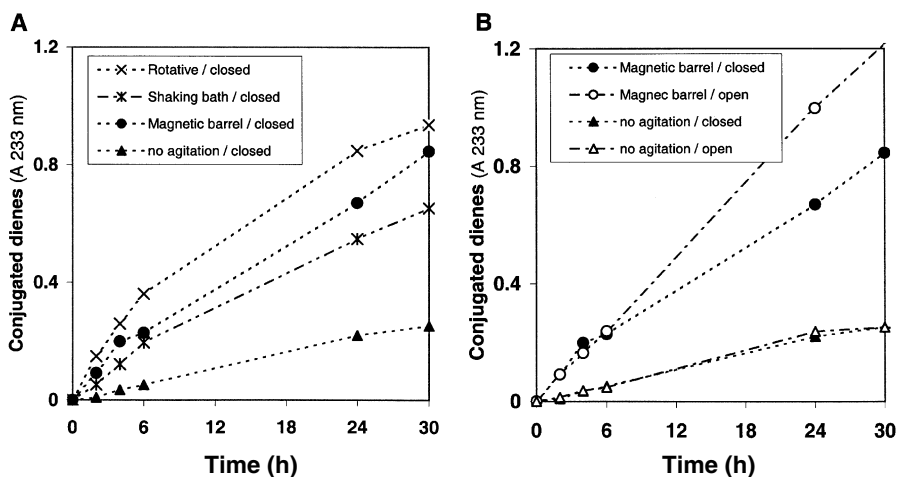 A
1.2
0.8
0.4
0
Conjugated dienes (A 233 nm)
Rotative / closed
Shaking bath / closed
Magnetic barrel / closed
no agitation / closed
0 6 12 18 24 30
Time (h)
B
1.2
0.8
0.4
0
Conjugated dienes (A 233 nm)
Magnetic barrel / closed
Magnec barrel / open
no agitation / closed
no agitation / open
0 6 12 18 24 30
Time (h)